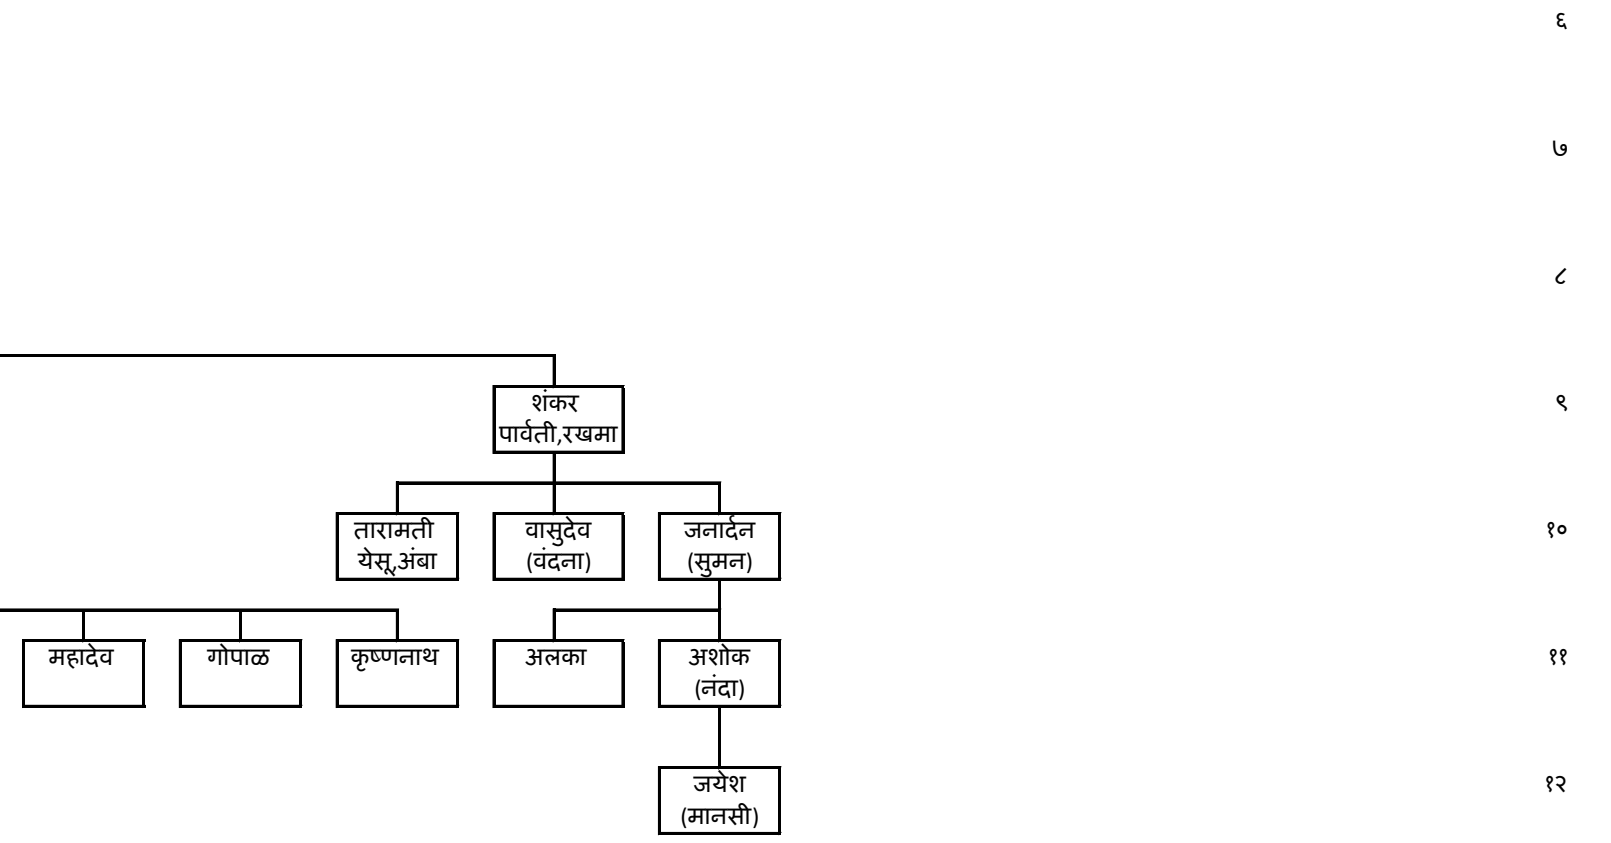 ६
७
८
शंकर
पार्वती,रखमा
९
तारामती
येसू,अंबा
वासुदेव
(वंदना)
जनार्दन
(सुमन)
१०
महादेव
गोपाळ
कृष्णनाथ
अलका
अशोक
(नंदा)
११
जयेश
(मानसी)
१२